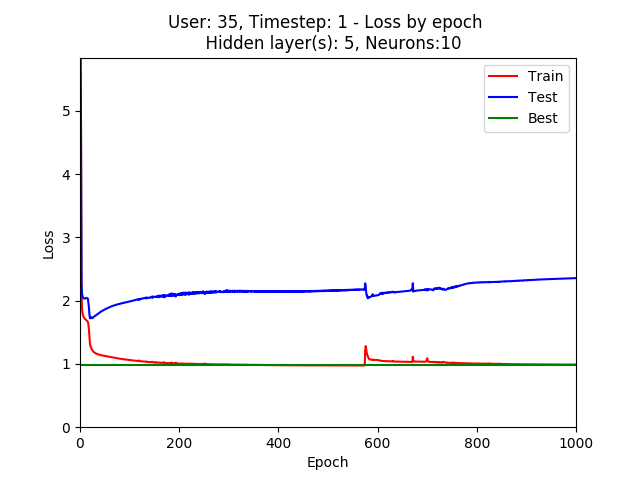 User: 35, Timestep: 1 - Loss by epoch
Hidden layer(s): 5, Neurons:10
Train
Test
Best
5
4
3
2
1
0
Loss
0 200 400 600 800 1000
Epoch